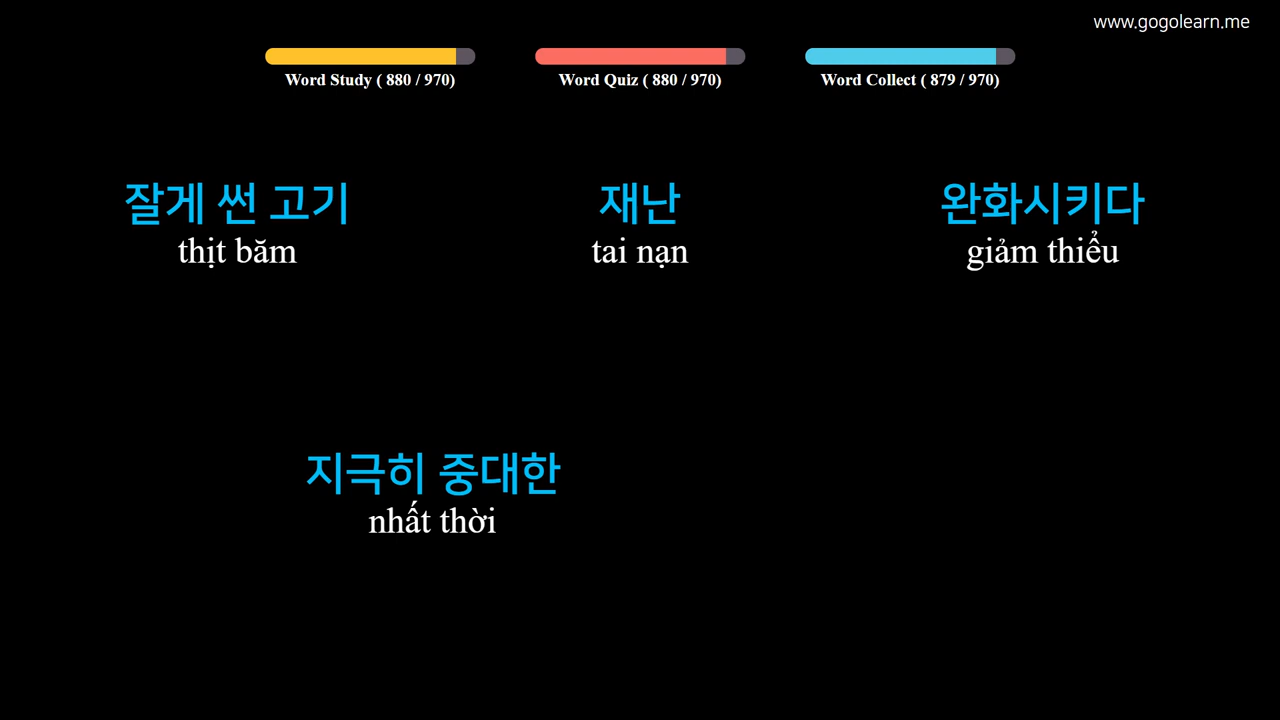 www.gogolearn.me
Word Study ( 880 / 970)
Word Quiz ( 880 / 970)
Word Collect ( 879 / 970)
잘게 썬 고기
thịt băm
재난
tai nạn
완화시키다
giảm thiểu
지극히 중대한
nhất thời